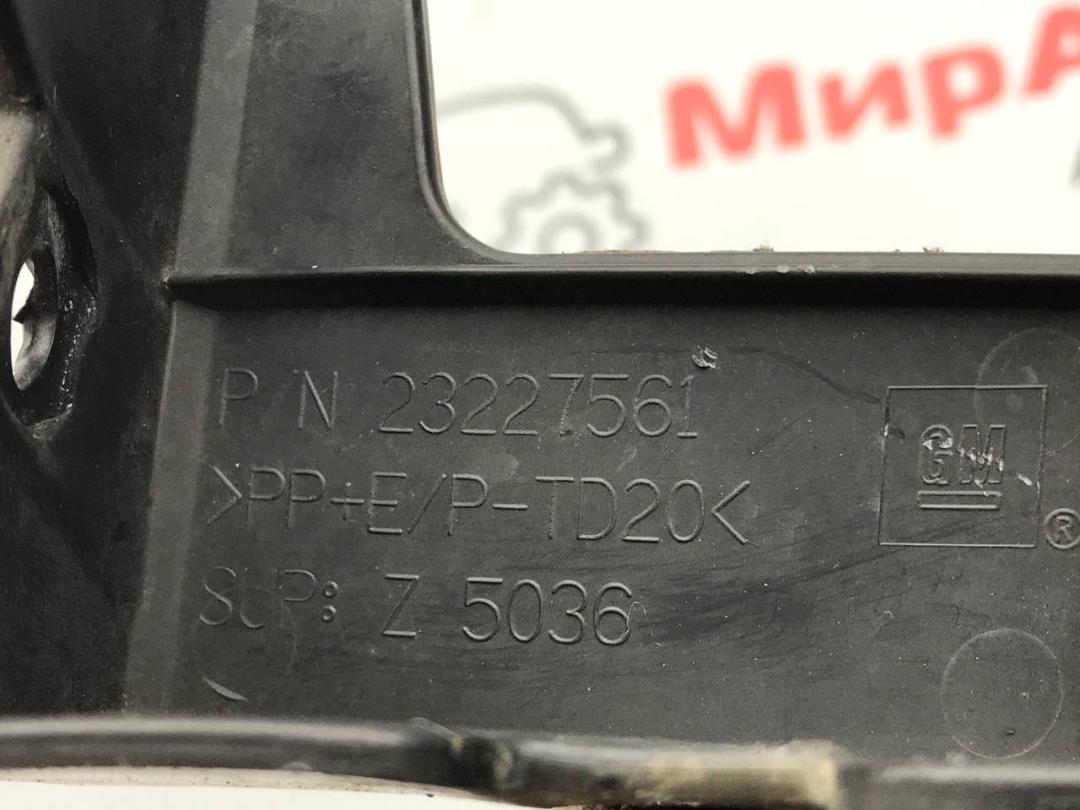 МирА
P/N 23227561
GM
>PP+E/P-TD20<
®
SUP: Z 5036